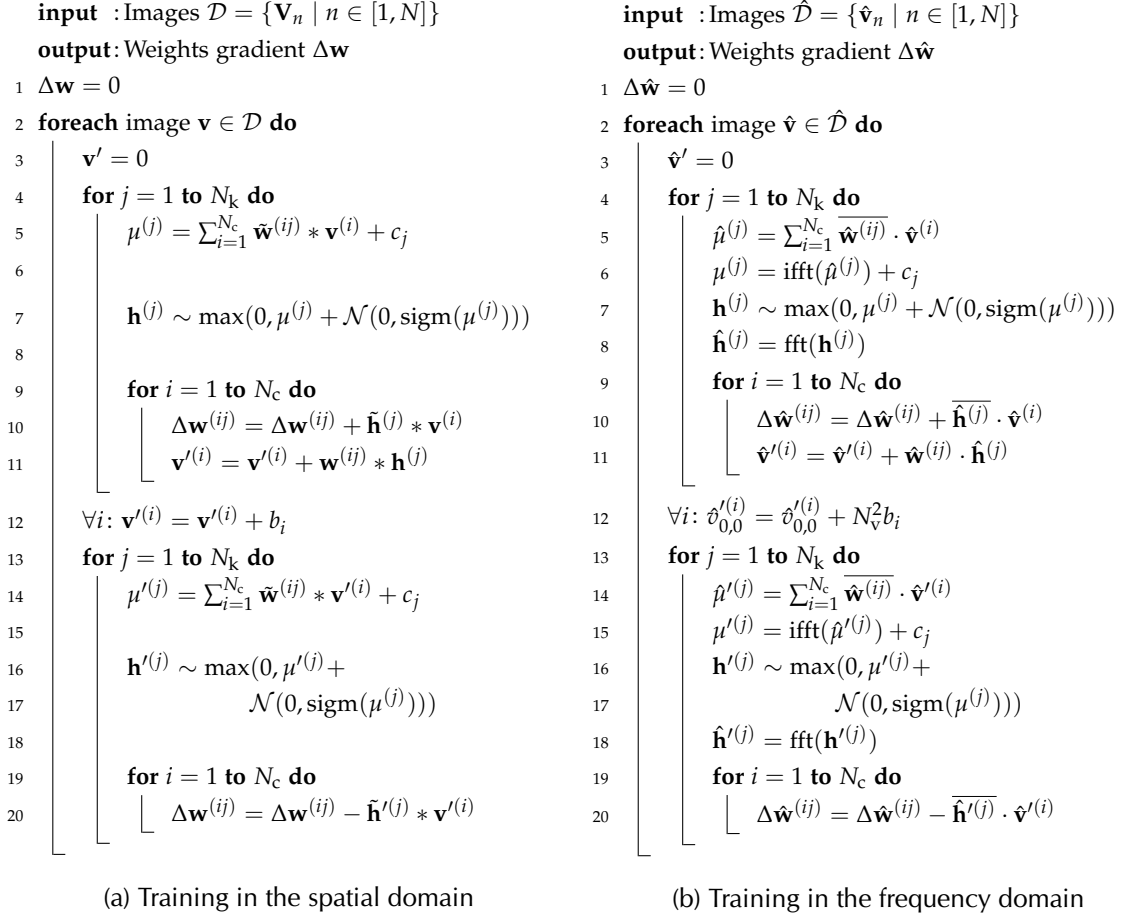 input : Images 𝒟 = {𝐕ₙ | n ∈ [1, N]}
output: Weights gradient Δ𝐰
1 Δ𝐰 = 0
2 foreach image 𝐯 ∈ 𝒟 do
3 𝐯′ = 0
4 for j = 1 to N_k do
5 μ^(j) = ∑_{i=1}^{N_c} 𝐰̃^(ij) ∗ 𝐯^(i) + c_j
6
7 𝐡^(j) ∼ max(0, μ^(j) + 𝒩(0, sigm(μ^(j))))
8
9 for i = 1 to N_c do
10 Δ𝐰^(ij) = Δ𝐰^(ij) + 𝐡̃^(j) ∗ 𝐯^(i)
11 𝐯′^(i) = 𝐯′^(i) + 𝐰^(ij) ∗ 𝐡^(j)
12 ∀i: 𝐯′^(i) = 𝐯′^(i) + b_i
13 for j = 1 to N_k do
14 μ′^(j) = ∑_{i=1}^{N_c} 𝐰̃^(ij) ∗ 𝐯′^(i) + c_j
15
16 𝐡′^(j) ∼ max(0, μ′^(j)+
17 𝒩(0, sigm(μ^(j))))
18
19 for i = 1 to N_c do
20 Δ𝐰^(ij) = Δ𝐰^(ij) − 𝐡̃′^(j) ∗ 𝐯′^(i)
(a) Training in the spatial domain
input : Images 𝒟̂ = {𝐯̂ₙ | n ∈ [1, N]}
output: Weights gradient Δ𝐰̂
1 Δ𝐰̂ = 0
2 foreach image 𝐯̂ ∈ 𝒟̂ do
3 𝐯̂′ = 0
4 for j = 1 to N_k do
5 μ̂^(j) = ∑_{i=1}^{N_c} \overline{𝐰̂^(ij)} · 𝐯̂^(i)
6 μ^(j) = ifft(μ̂^(j)) + c_j
7 𝐡^(j) ∼ max(0, μ^(j) + 𝒩(0, sigm(μ^(j))))
8 𝐡̂^(j) = fft(𝐡^(j))
9 for i = 1 to N_c do
10 Δ𝐰̂^(ij) = Δ𝐰̂^(ij) + \overline{𝐡̂^(j)} · 𝐯̂^(i)
11 𝐯̂′^(i) = 𝐯̂′^(i) + 𝐰̂^(ij) · 𝐡̂^(j)
12 ∀i: v̂′^(i)_{0,0} = v̂′^(i)_{0,0} + N_v^2 b_i
13 for j = 1 to N_k do
14 μ̂′^(j) = ∑_{i=1}^{N_c} \overline{𝐰̂^(ij)} · 𝐯̂′^(i)
15 μ′^(j) = ifft(μ̂′^(j)) + c_j
16 𝐡′^(j) ∼ max(0, μ′^(j)+
17 𝒩(0, sigm(μ^(j))))
18 𝐡̂′^(j) = fft(𝐡′^(j))
19 for i = 1 to N_c do
20 Δ𝐰̂^(ij) = Δ𝐰̂^(ij) − \overline{𝐡̂′^(j)} · 𝐯̂′^(i)
(b) Training in the frequency domain